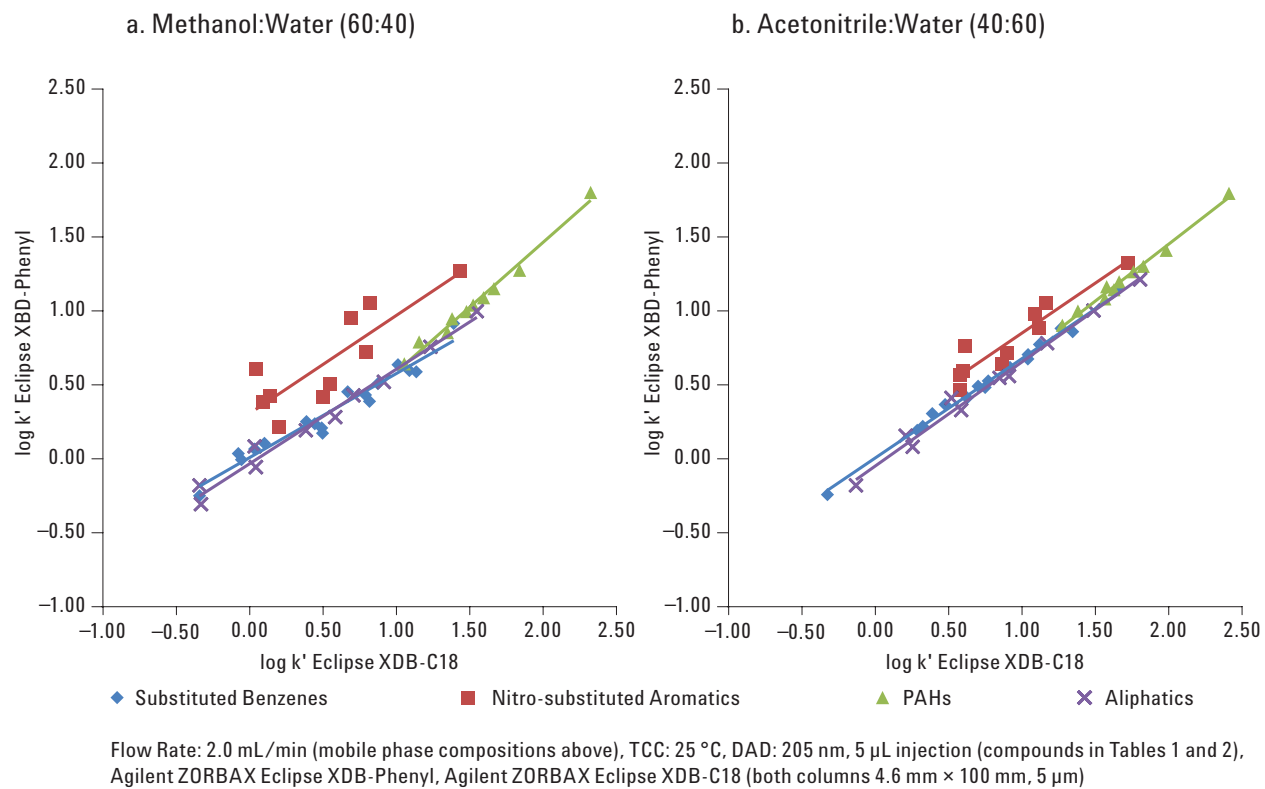 a. Methanol:Water (60:40)
2.50
2.00
1.50
1.00
0.50
0.00
−0.50
−1.00
log k' Eclipse XBD-Phenyl
−1.00 −0.50 0.00 0.50 1.00 1.50 2.00 2.50
log k' Eclipse XDB-C18
b. Acetonitrile:Water (40:60)
2.50
2.00
1.50
1.00
0.50
0.00
−0.50
−1.00
log k' Eclipse XBD-Phenyl
−1.00 −0.50 0.00 0.50 1.00 1.50 2.00 2.50
log k' Eclipse XDB-C18
Substituted Benzenes Nitro-substituted Aromatics PAHs Aliphatics
Flow Rate: 2.0 mL/min (mobile phase compositions above), TCC: 25 °C, DAD: 205 nm, 5 µL injection (compounds in Tables 1 and 2),
Agilent ZORBAX Eclipse XDB-Phenyl, Agilent ZORBAX Eclipse XDB-C18 (both columns 4.6 mm × 100 mm, 5 µm)